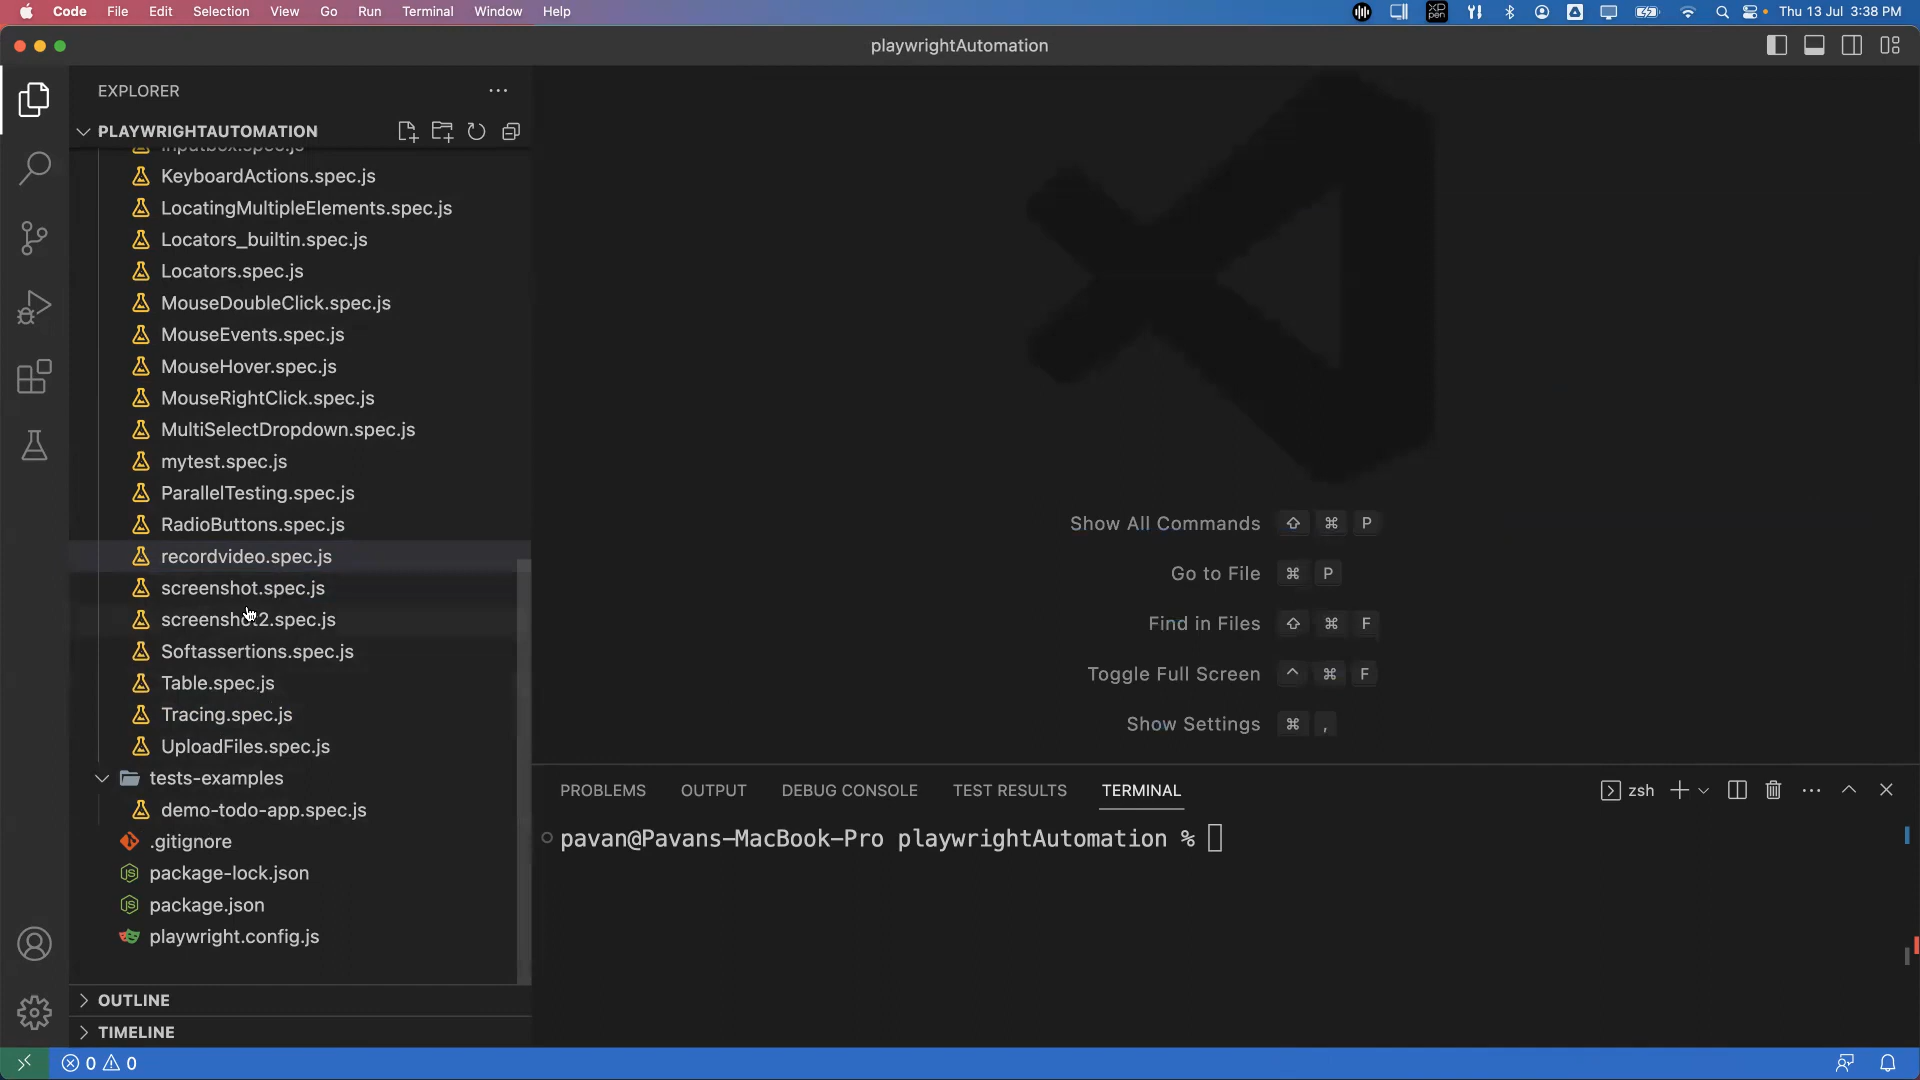 Code File Edit Selection View Go Run Terminal Window Help
XP pen
Thu 13 Jul 3:38 PM
playwrightAutomation
EXPLORER
PLAYWRIGHTAUTOMATION
inputbox.spec.js
KeyboardActions.spec.js
LocatingMultipleElements.spec.js
Locators_builtin.spec.js
Locators.spec.js
MouseDoubleClick.spec.js
MouseEvents.spec.js
MouseHover.spec.js
MouseRightClick.spec.js
MultiSelectDropdown.spec.js
mytest.spec.js
ParallelTesting.spec.js
RadioButtons.spec.js
recordvideo.spec.js
screenshot.spec.js
screenshot2.spec.js
Softassertions.spec.js
Table.spec.js
Tracing.spec.js
UploadFiles.spec.js
tests-examples
demo-todo-app.spec.js
.gitignore
package-lock.json
package.json
playwright.config.js
OUTLINE
TIMELINE
Show All Commands ⇧ ⌘ P
Go to File ⌘ P
Find in Files ⇧ ⌘ F
Toggle Full Screen ^ ⌘ F
Show Settings ⌘ ,
PROBLEMS OUTPUT DEBUG CONSOLE TEST RESULTS TERMINAL
zsh
pavan@Pavans-MacBook-Pro playwrightAutomation %
0 0